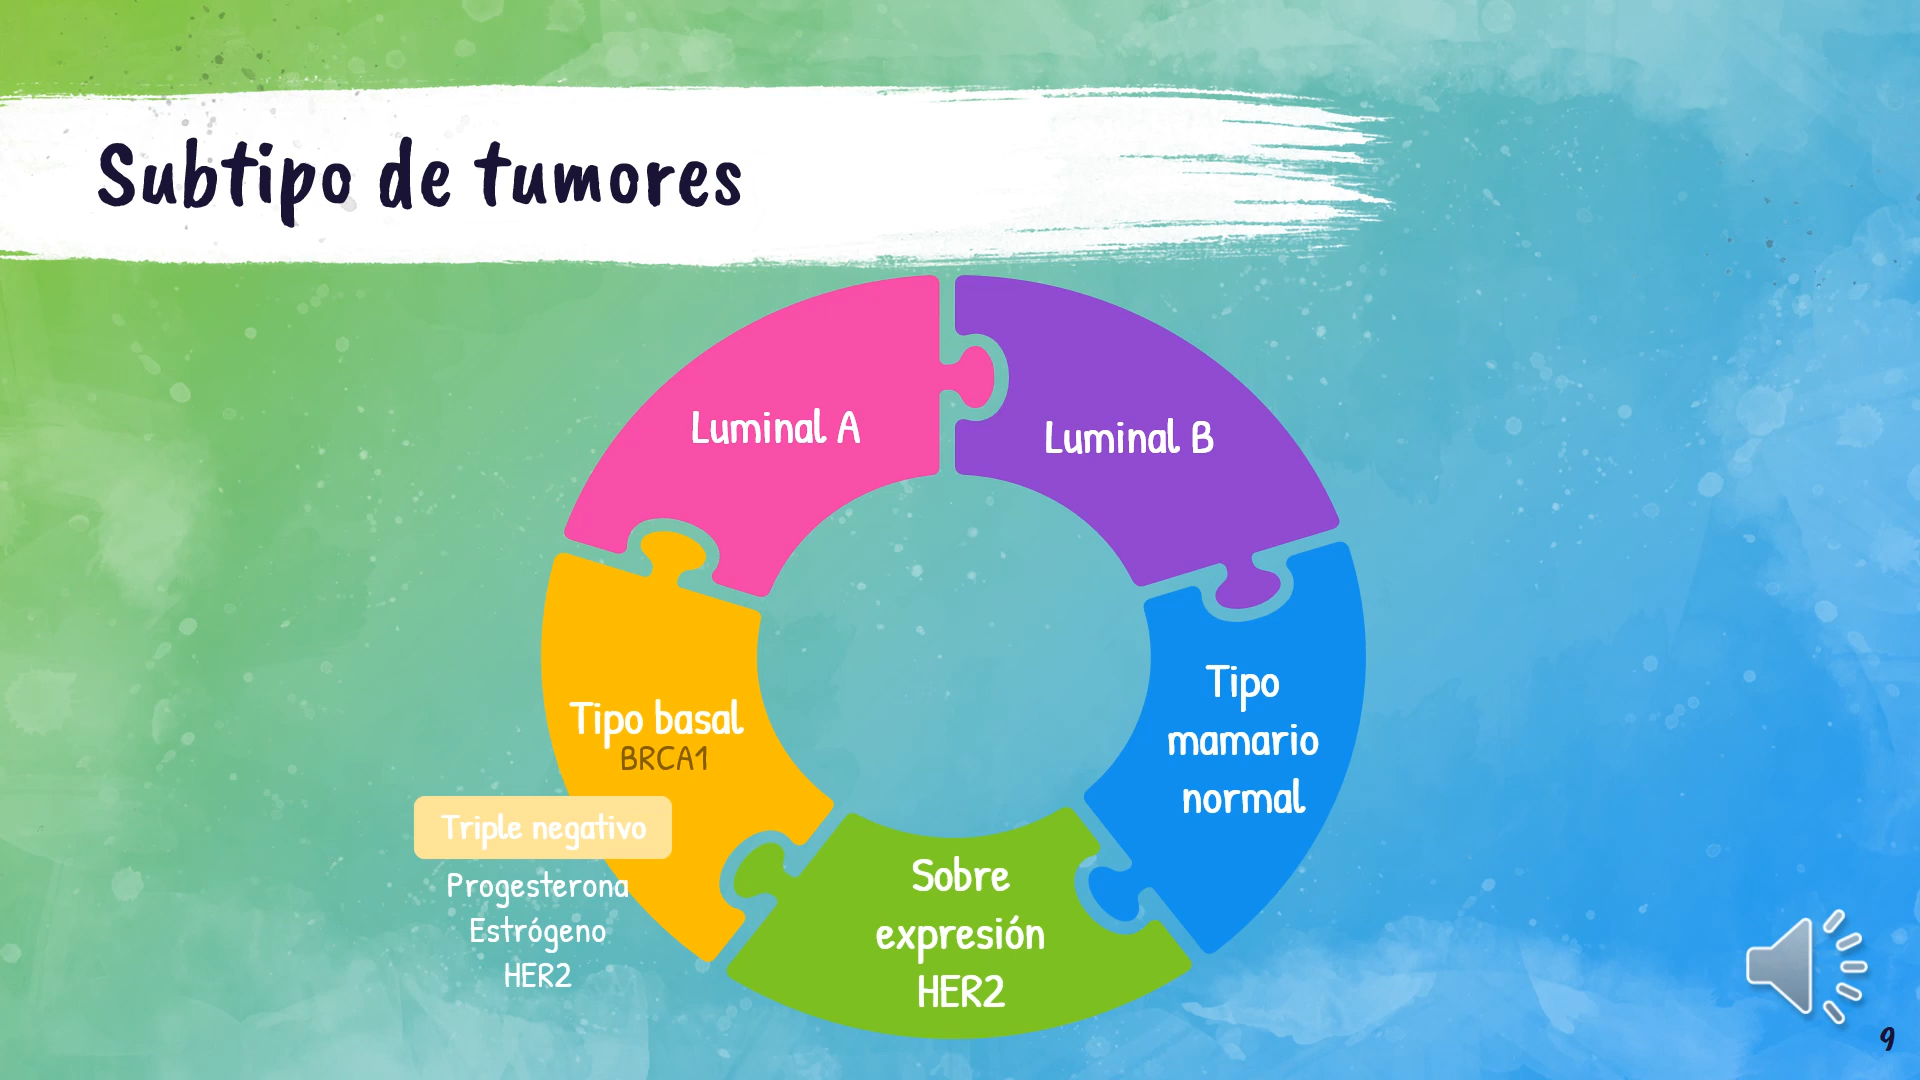 Subtipo de tumores
Luminal A
Luminal B
Tipo
mamario
normal
Tipo basal
BRCA1
Triple negativo
Progesterona
Estrógeno
HER2
Sobre
expresión
HER2
9